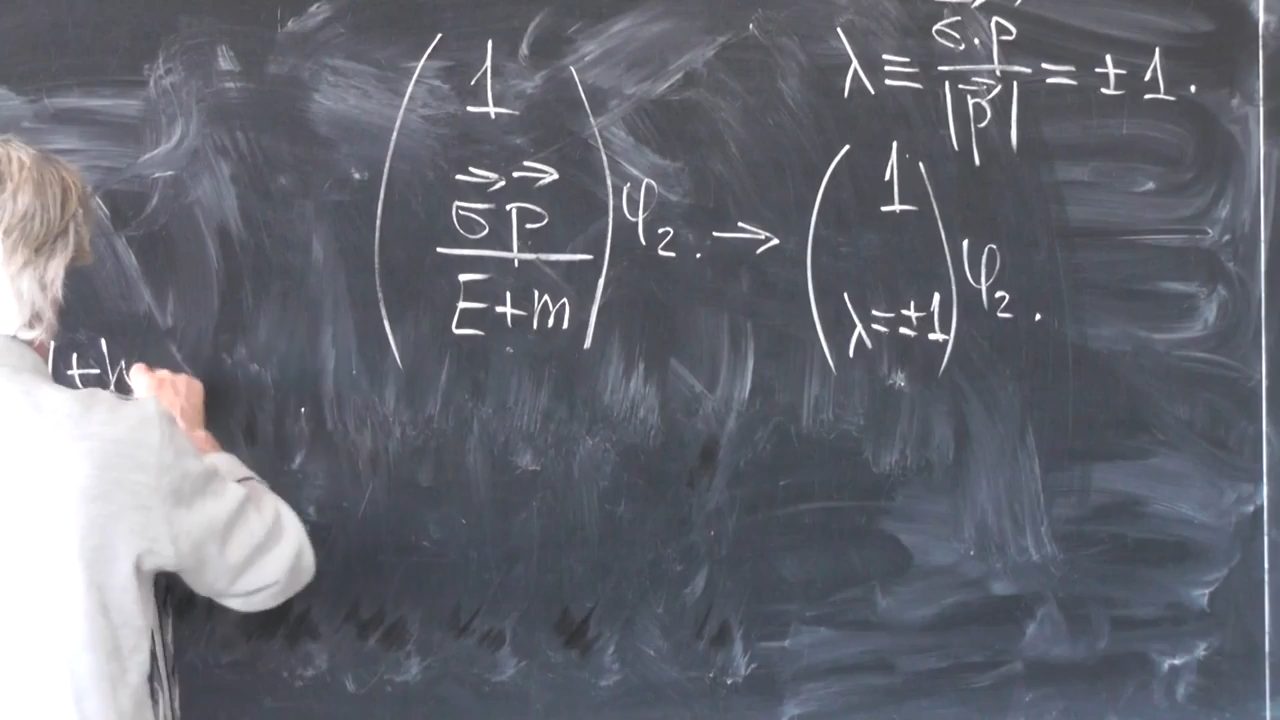 λ ≡ σ⃗·p⃗ / |p⃗| = ± 1.
( 1
σ⃗ p⃗ / E+m ) φ₂. → ( 1
λ=±1 ) φ₂.